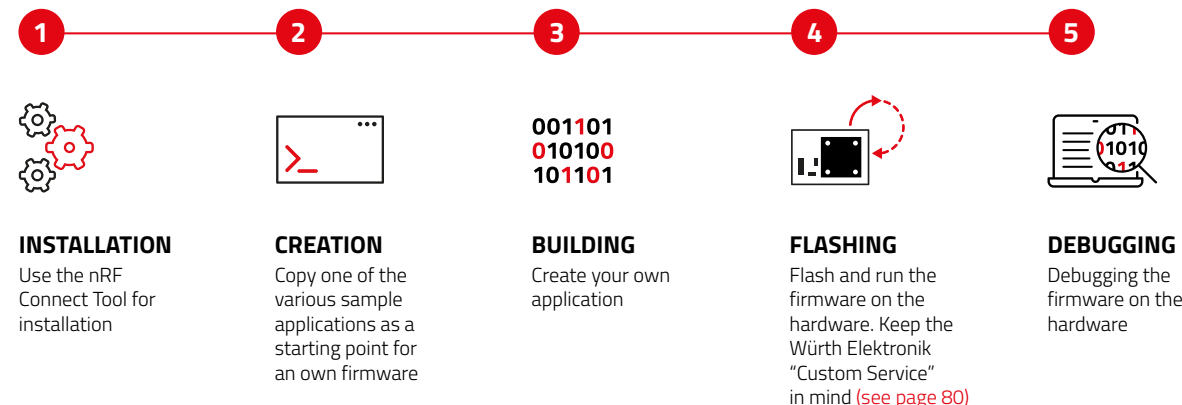 1
2
3
4
5
>_
001101
010100
101101
INSTALLATION
Use the nRF
Connect Tool for
installation
CREATION
Copy one of the
various sample
applications as a
starting point for
an own firmware
BUILDING
Create your own
application
FLASHING
Flash and run the
firmware on the
hardware. Keep the
Würth Elektronik
“Custom Service”
in mind (see page 80)
DEBUGGING
Debugging the
firmware on the
hardware